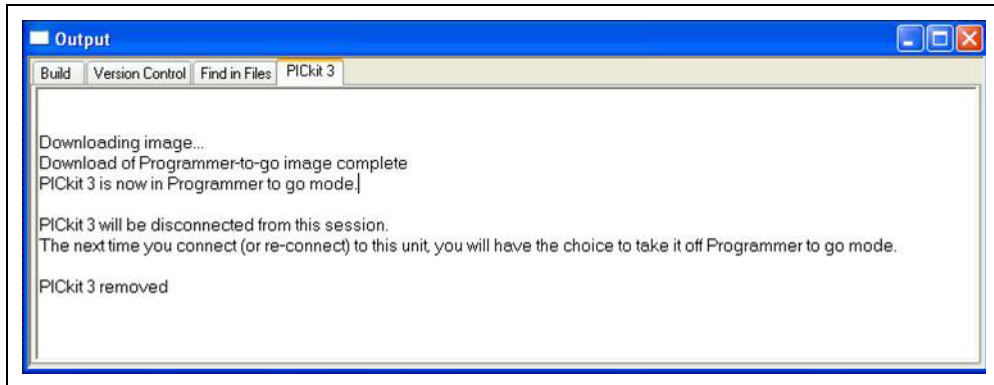 Output
Build Version Control Find in Files PICkit 3
Downloading image...
Download of Programmer-to-go image complete
PICkit 3 is now in Programmer to go mode.
PICkit 3 will be disconnected from this session.
The next time you connect (or re-connect) to this unit, you will have the choice to take it off Programmer to go mode.
PICkit 3 removed